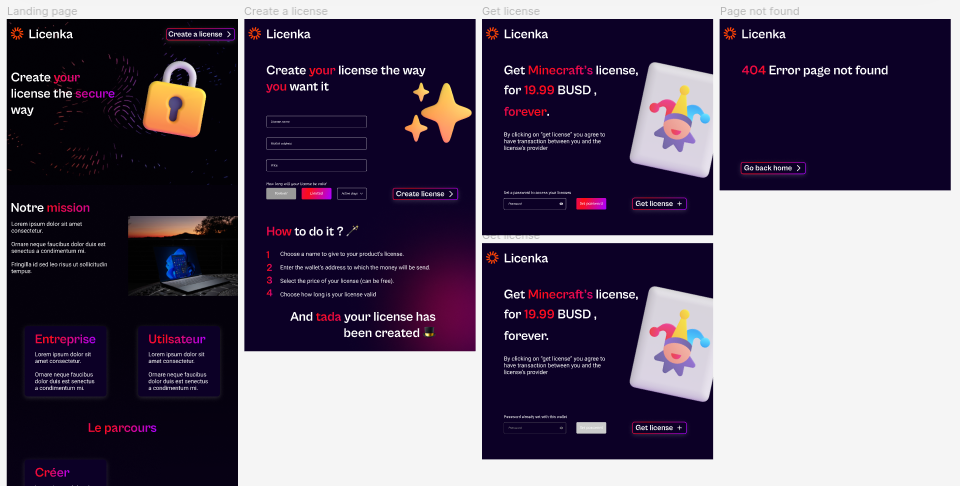 Landing page
Licenka
Create a license
Create your
license the secure
way
Notre mission
Lorem ipsum dolor sit amet
consectetur.
Ornare neque faucibus dolor duis est
senectus a condimentum mi.
Fringilla id sed leo risus ut sollicitudin
tempus.
Entreprise
Lorem ipsum dolor sit
amet consectetur.
Ornare neque faucibus
dolor duis est senectus
a condimentum mi.
Utilsateur
Lorem ipsum dolor sit
amet consectetur.
Ornare neque faucibus
dolor duis est senectus
a condimentum mi.
Le parcours
Créer
Create a license
Licenka
Create your license the way
you want it
License name
Wallet address
Price
How long will your license be valid
Limited
Active days
Create license
How to do it ?
1 Choose a name to give to your product's license.
2 Enter the wallet's address to which the money will be send.
3 Select the price of your license (can be free).
4 Choose how long is your license valid
And tada your license has
been created
Get license
Licenka
Get Minecraft's license,
for 19.99 BUSD ,
forever.
By clicking on "get license" you agree to
have transaction between you and the
license's provider
Set a password to access your licenses
Password
Set password
Get license +
Get license
Licenka
Get Minecraft's license,
for 19.99 BUSD ,
forever.
By clicking on "get license" you agree to
have transaction between you and the
license's provider
Password already set with this wallet
Password
Set password
Get license +
Page not found
Licenka
404 Error page not found
Go back home